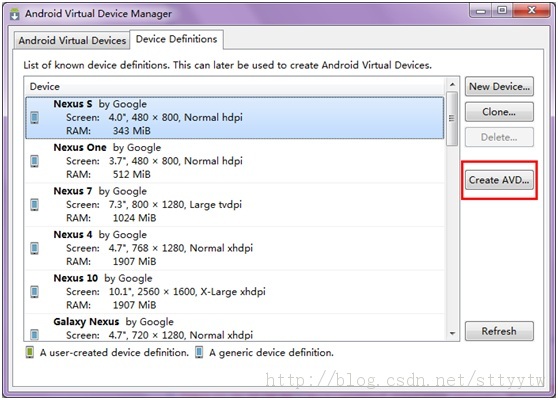 Android Virtual Device Manager
Android Virtual Devices Device Definitions
List of known device definitions. This can later be used to create Android Virtual Devices.
Device
Nexus S by Google
Screen: 4.0", 480 × 800, Normal hdpi
RAM: 343 MiB
Nexus One by Google
Screen: 3.7", 480 × 800, Normal hdpi
RAM: 512 MiB
Nexus 7 by Google
Screen: 7.3", 800 × 1280, Large tvdpi
RAM: 1024 MiB
Nexus 4 by Google
Screen: 4.7", 768 × 1280, Normal xhdpi
RAM: 1907 MiB
Nexus 10 by Google
Screen: 10.1", 2560 × 1600, X-Large xhdpi
RAM: 1907 MiB
Galaxy Nexus by Google
Screen: 4.7", 720 × 1280, Normal xhdpi
New Device...
Clone...
Delete...
Create AVD...
Refresh
A user-created device definition. A generic device definition.
http://blog.csdn.net/sttyytw